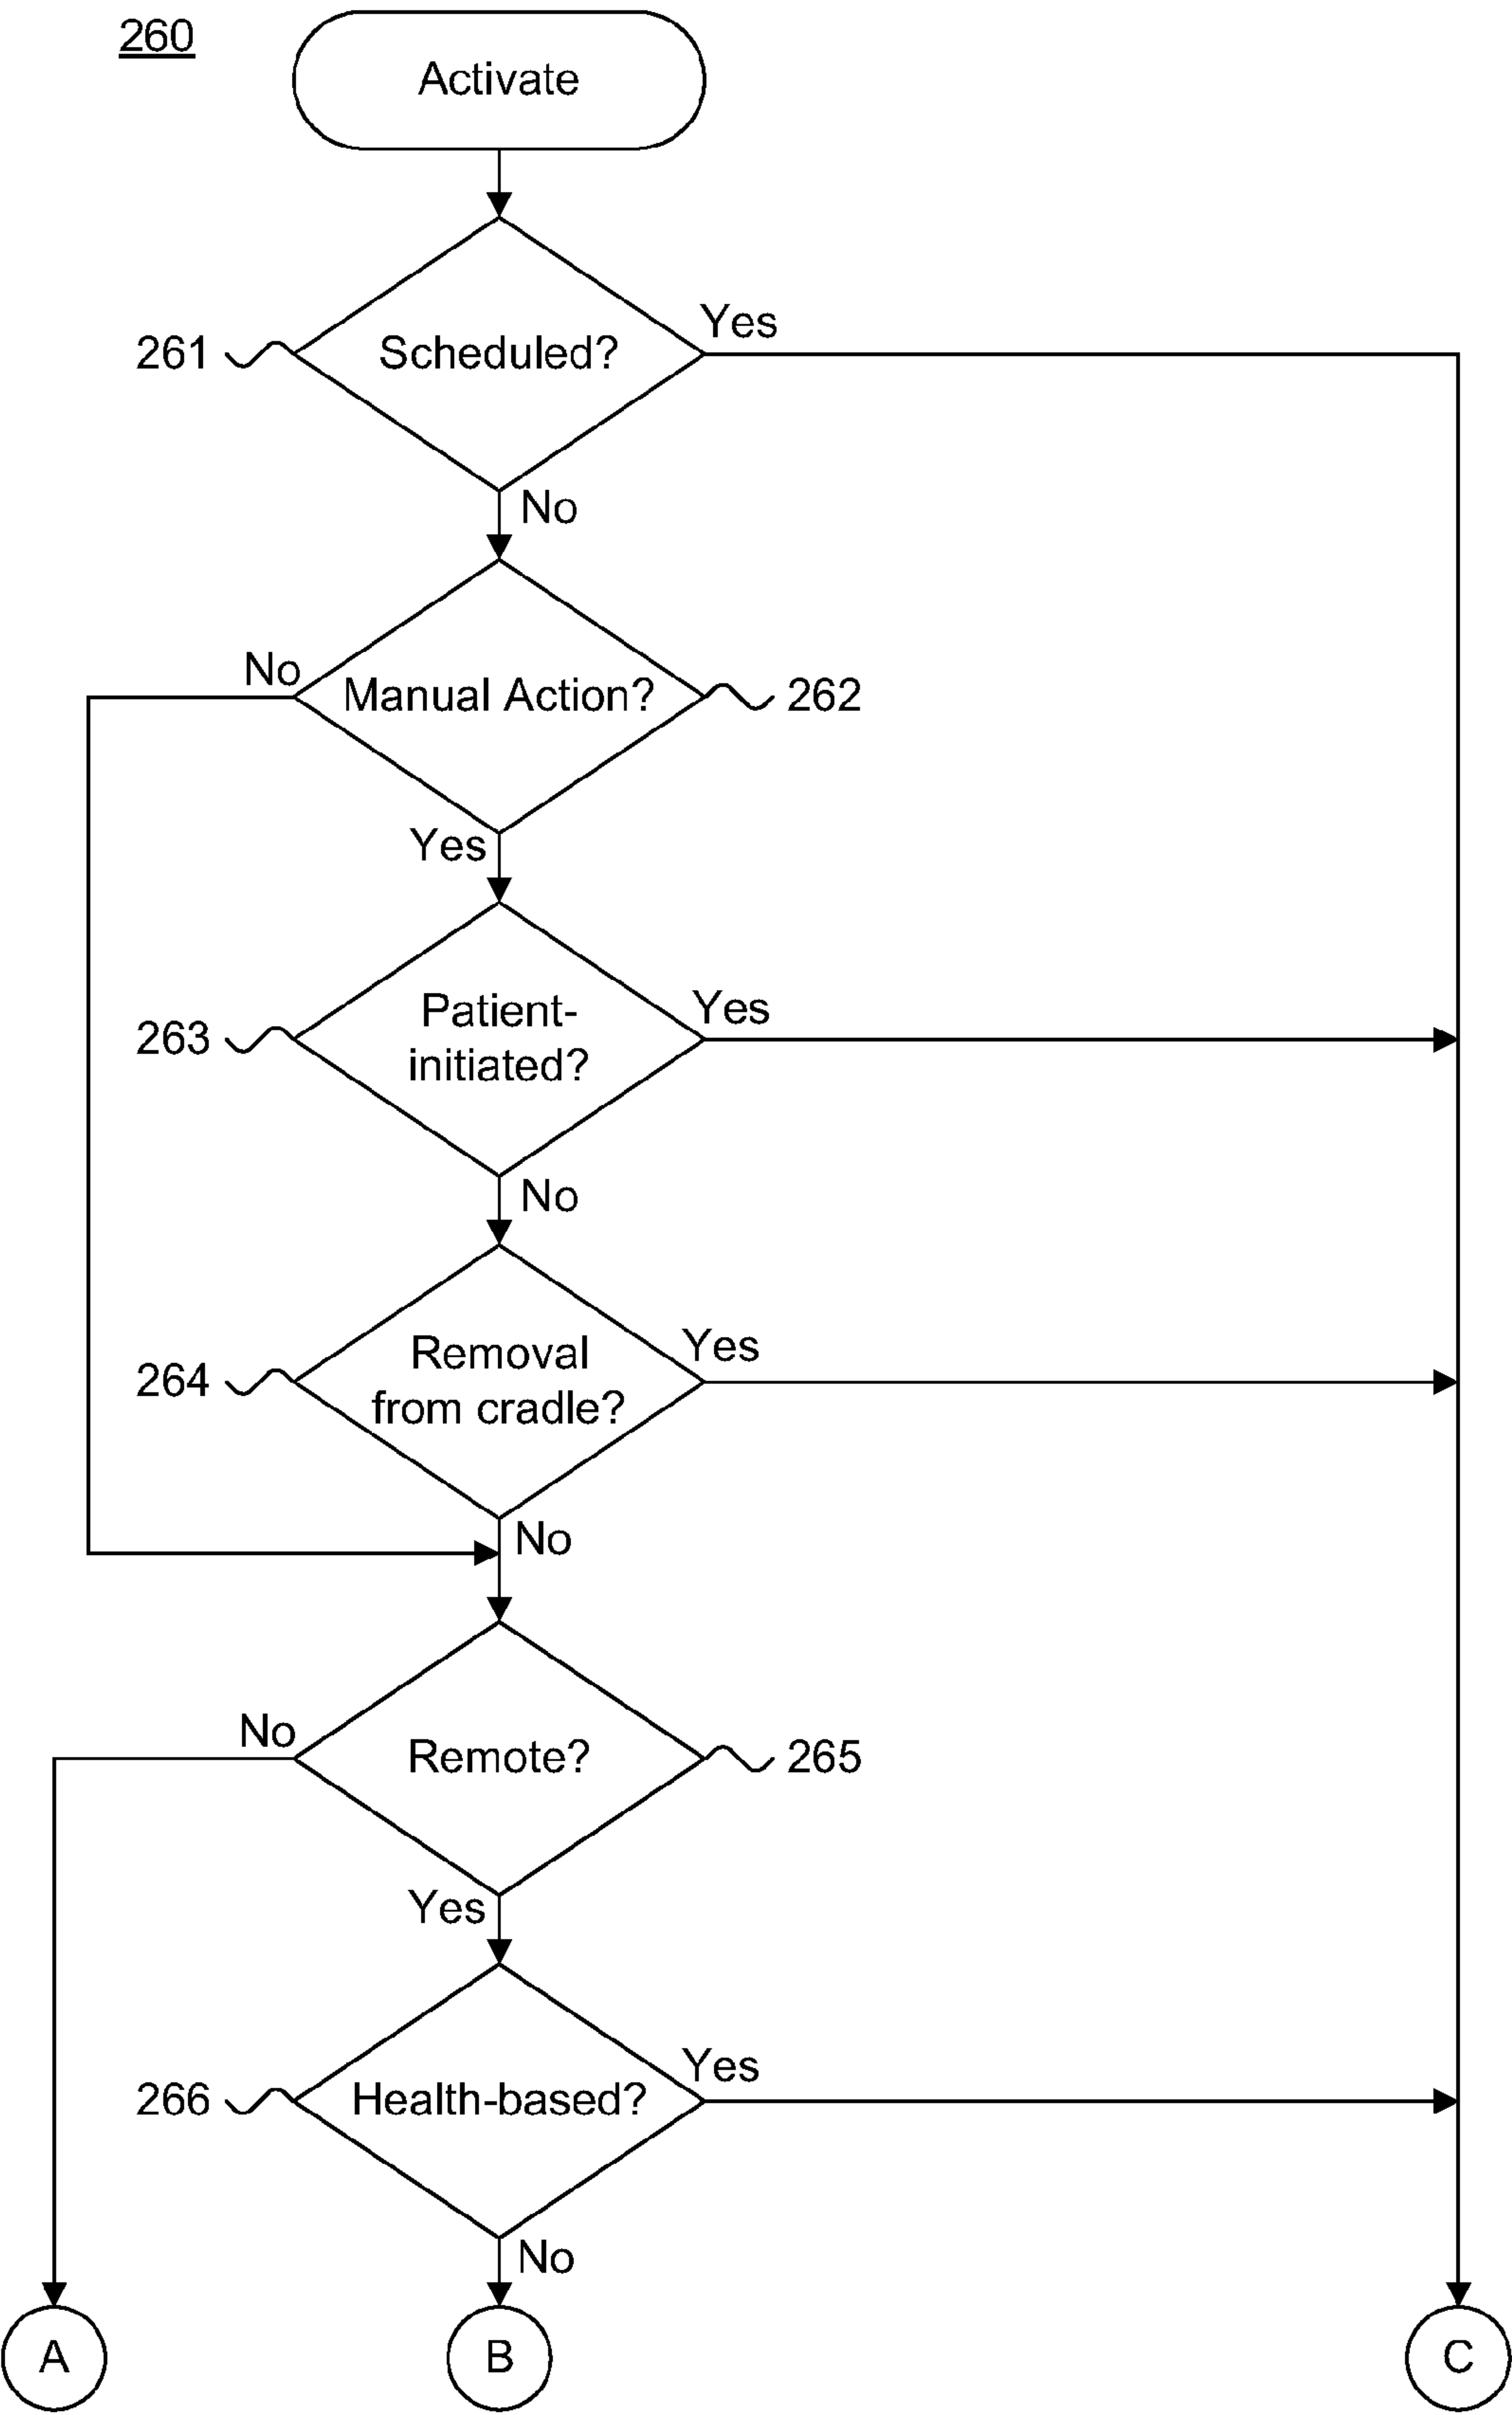 260
Activate
Yes
261
Scheduled?
No
No
Manual Action?
262
Yes
Patient-
initiated?
Yes
263
No
Removal
from cradle?
Yes
264
No
No
Remote?
265
Yes
Yes
266
Health-based?
No
A
B
C